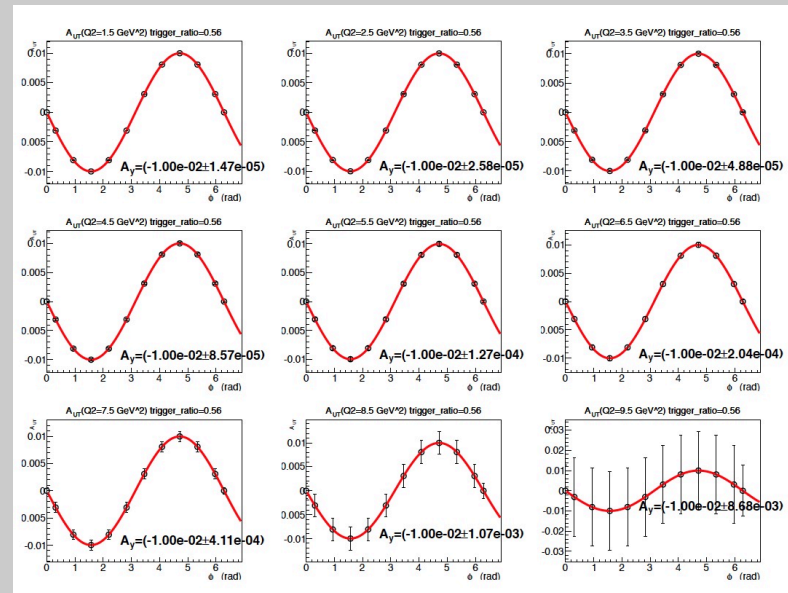 A_UT(Q2=1.5 GeV^2) trigger_ratio=0.56
0.01
0.005
0
0.005
-0.01
A_y=(-1.00e-02±1.47e-05)
0 1 2 3 4 5 6
ϕ (rad)
A_UT(Q2=2.5 GeV^2) trigger_ratio=0.56
0.01
0.005
0
0.005
-0.01
A_y=(-1.00e-02±2.58e-05)
0 1 2 3 4 5 6
ϕ (rad)
A_UT(Q2=3.5 GeV^2) trigger_ratio=0.56
0.01
0.005
0
0.005
-0.01
A_y=(-1.00e-02±4.88e-05)
0 1 2 3 4 5 6
ϕ (rad)
A_UT(Q2=4.5 GeV^2) trigger_ratio=0.56
0.01
0.005
0
0.005
-0.01
A_y=(-1.00e-02±8.57e-05)
0 1 2 3 4 5 6
ϕ (rad)
A_UT(Q2=5.5 GeV^2) trigger_ratio=0.56
0.01
0.005
0
0.005
-0.01
A_y=(-1.00e-02±1.27e-04)
0 1 2 3 4 5 6
ϕ (rad)
A_UT(Q2=6.5 GeV^2) trigger_ratio=0.56
0.01
0.005
0
0.005
-0.01
A_y=(-1.00e-02±2.04e-04)
0 1 2 3 4 5 6
ϕ (rad)
A_UT(Q2=7.5 GeV^2) trigger_ratio=0.56
0.01
0.005
0
0.005
-0.01
A_y=(-1.00e-02±4.11e-04)
0 1 2 3 4 5 6
ϕ (rad)
A_UT(Q2=8.5 GeV^2) trigger_ratio=0.56
0.01
0.005
0
0.005
-0.01
A_y=(-1.00e-02±1.07e-03)
0 1 2 3 4 5 6
ϕ (rad)
A_UT(Q2=9.5 GeV^2) trigger_ratio=0.56
0.03
0.02
0.01
0
-0.01
-0.02
-0.03
A_y=(-1.00e-02±8.68e-03)
0 1 2 3 4 5 6
ϕ (rad)